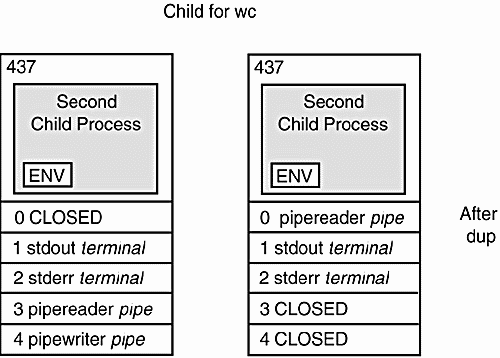 Child for wc
437
Second
Child Process
ENV
0 CLOSED
1 stdout terminal
2 stderr terminal
3 pipereader pipe
4 pipewriter pipe
437
Second
Child Process
ENV
0 pipereader pipe
1 stdout terminal
2 stderr terminal
3 CLOSED
4 CLOSED
After
dup